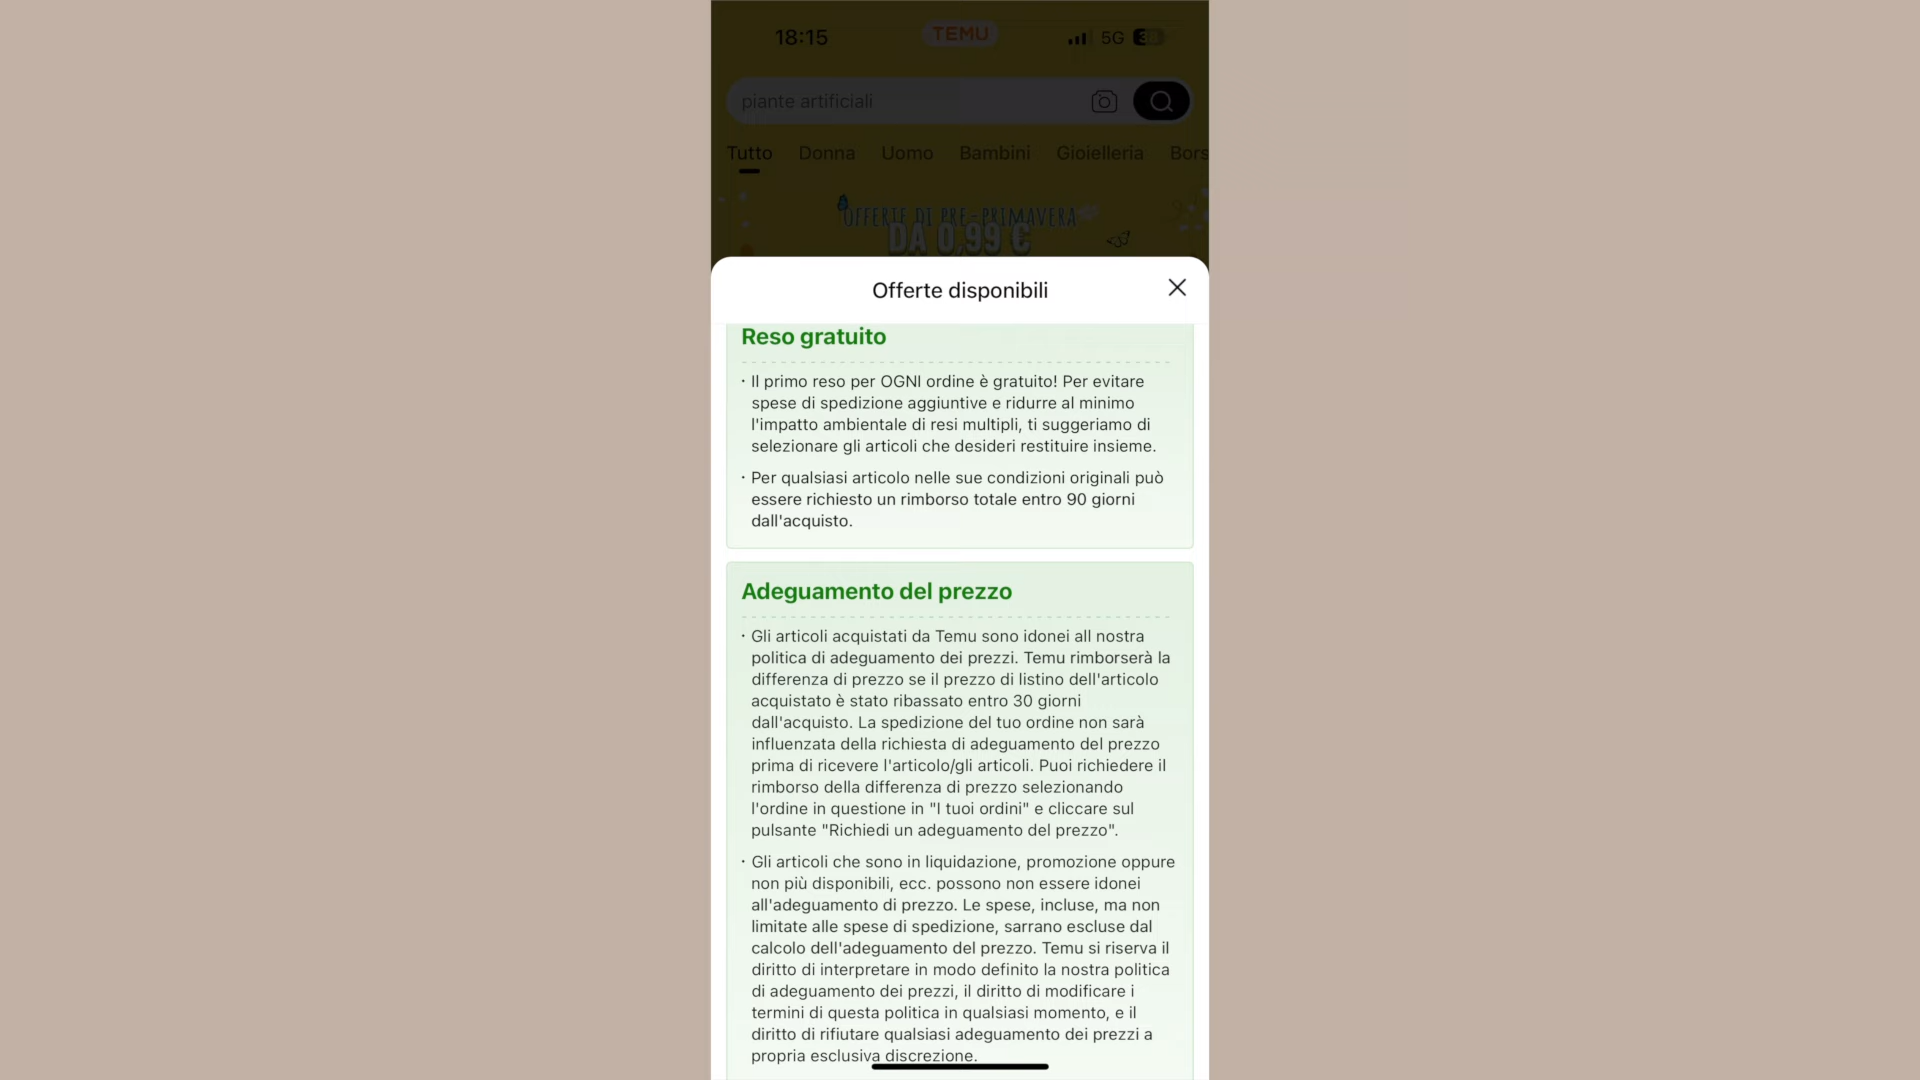 18:15
TEMU
5G
38
piante artificiali
Tutto Donna Uomo Bambini Gioielleria Bors
OFFERTE DI PRE-PRIMAVERA
DA 0,99 €
Offerte disponibili
Reso gratuito
· Il primo reso per OGNI ordine è gratuito! Per evitare
spese di spedizione aggiuntive e ridurre al minimo
l'impatto ambientale di resi multipli, ti suggeriamo di
selezionare gli articoli che desideri restituire insieme.
· Per qualsiasi articolo nelle sue condizioni originali può
essere richiesto un rimborso totale entro 90 giorni
dall'acquisto.
Adeguamento del prezzo
· Gli articoli acquistati da Temu sono idonei all nostra
politica di adeguamento dei prezzi. Temu rimborserà la
differenza di prezzo se il prezzo di listino dell'articolo
acquistato è stato ribassato entro 30 giorni
dall'acquisto. La spedizione del tuo ordine non sarà
influenzata della richiesta di adeguamento del prezzo
prima di ricevere l'articolo/gli articoli. Puoi richiedere il
rimborso della differenza di prezzo selezionando
l'ordine in questione in "I tuoi ordini" e cliccare sul
pulsante "Richiedi un adeguamento del prezzo".
· Gli articoli che sono in liquidazione, promozione oppure
non più disponibili, ecc. possono non essere idonei
all'adeguamento di prezzo. Le spese, incluse, ma non
limitate alle spese di spedizione, sarrano escluse dal
calcolo dell'adeguamento del prezzo. Temu si riserva il
diritto di interpretare in modo definito la nostra politica
di adeguamento dei prezzi, il diritto di modificare i
termini di questa politica in qualsiasi momento, e il
diritto di rifiutare qualsiasi adeguamento dei prezzi a
propria esclusiva discrezione.